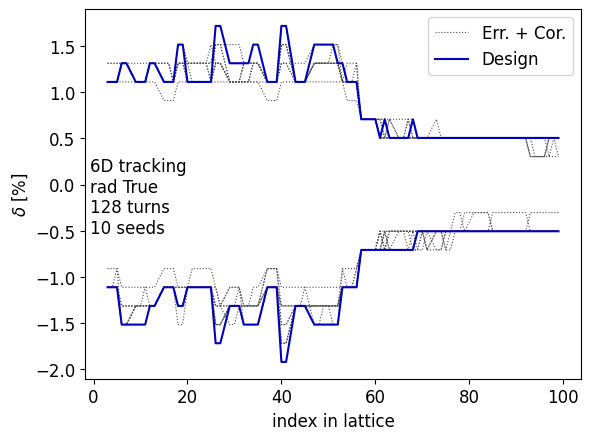 Err. + Cor.
Design
1.5
1.0
0.5
0.0
−0.5
−1.0
−1.5
−2.0
δ [%]
6D tracking
rad True
128 turns
10 seeds
0 20 40 60 80 100
index in lattice